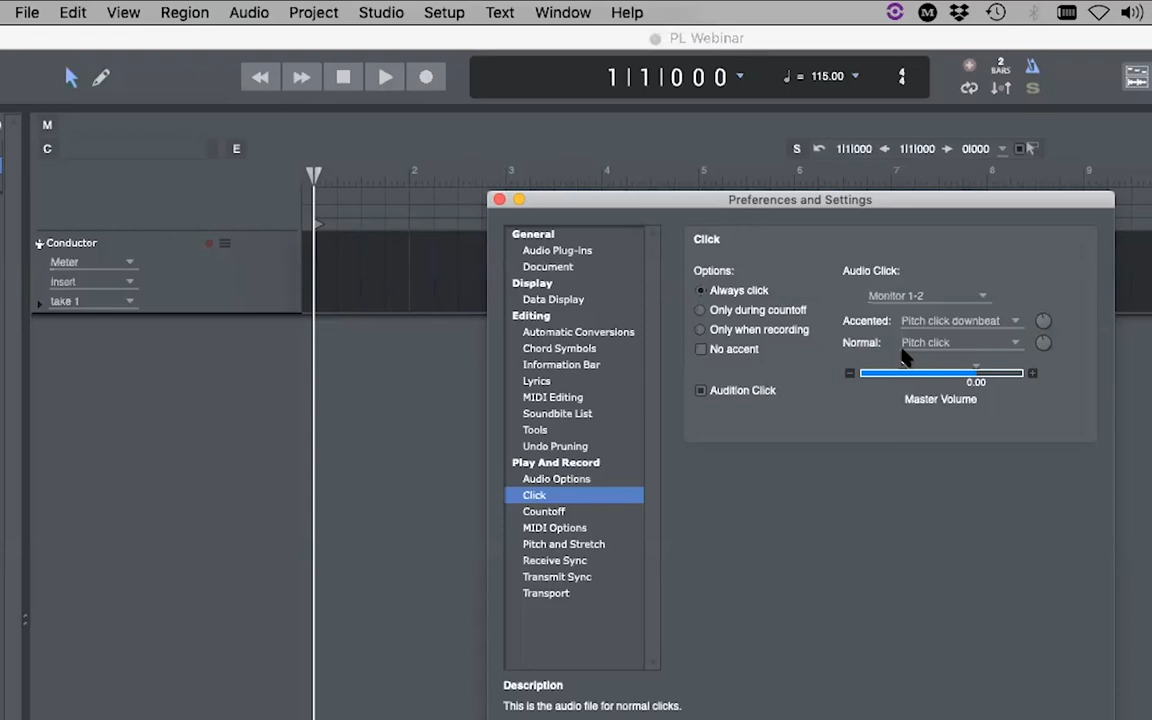 File Edit View Region Audio Project Studio Setup Text Window Help
PL Webinar
1|1|000 ♩ = 115.00 4 4 2 BARS S
M
C E S 1|1|000 1|1|000 0|000
2 3 4 5 6 7 8 9
Preferences and Settings
Conductor
Meter
Insert
take 1
General
Audio Plug-ins
Document
Display
Data Display
Editing
Automatic Conversions
Chord Symbols
Information Bar
Lyrics
MIDI Editing
Soundbite List
Tools
Undo Pruning
Play And Record
Audio Options
Click
Countoff
MIDI Options
Pitch and Stretch
Receive Sync
Transmit Sync
Transport
Click
Options:
Always click
Only during countoff
Only when recording
No accent
Audition Click
Audio Click:
Monitor 1-2
Accented: Pitch click downbeat
Normal: Pitch click
0.00
Master Volume
Description
This is the audio file for normal clicks.